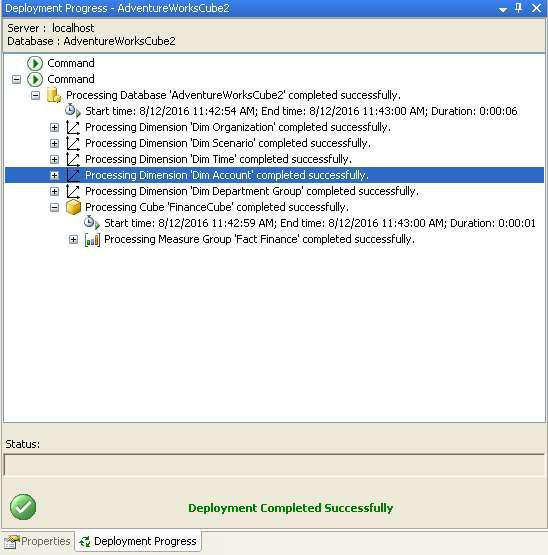 Deployment Progress - AdventureWorksCube2
Server : localhost
Database : AdventureWorksCube2
Command
Command
Processing Database 'AdventureWorksCube2' completed successfully.
Start time: 8/12/2016 11:42:54 AM; End time: 8/12/2016 11:43:00 AM; Duration: 0:00:06
Processing Dimension 'Dim Organization' completed successfully.
Processing Dimension 'Dim Scenario' completed successfully.
Processing Dimension 'Dim Time' completed successfully.
Processing Dimension 'Dim Account' completed successfully.
Processing Dimension 'Dim Department Group' completed successfully.
Processing Cube 'FinanceCube' completed successfully.
Start time: 8/12/2016 11:42:59 AM; End time: 8/12/2016 11:43:00 AM; Duration: 0:00:01
Processing Measure Group 'Fact Finance' completed successfully.
Status:
Deployment Completed Successfully
Properties
Deployment Progress